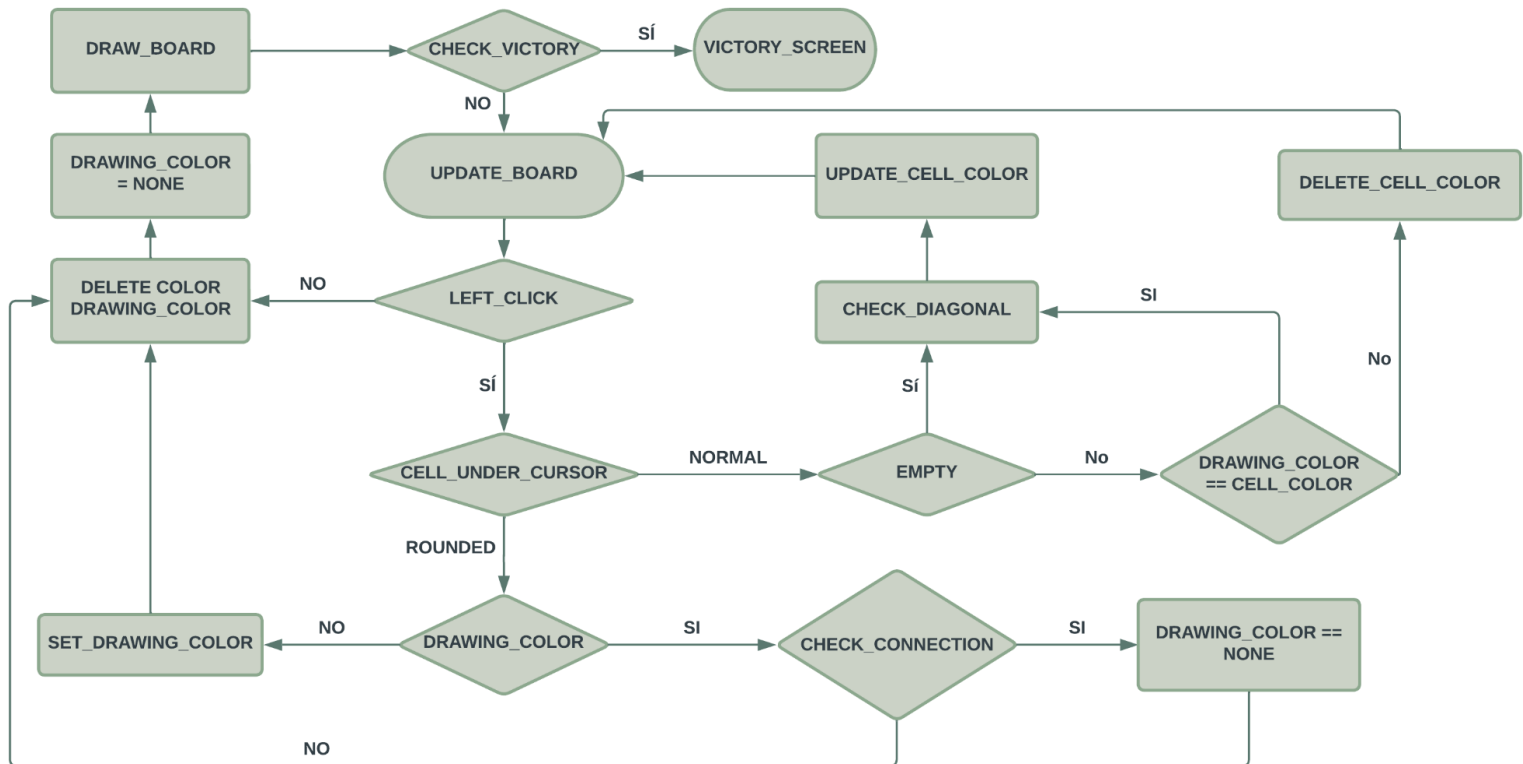 DRAW_BOARD
CHECK_VICTORY
SÍ
VICTORY_SCREEN
NO
DRAWING_COLOR
= NONE
UPDATE_BOARD
UPDATE_CELL_COLOR
DELETE_CELL_COLOR
DELETE COLOR
DRAWING_COLOR
NO
LEFT_CLICK
CHECK_DIAGONAL
SI
SÍ
Sí
No
CELL_UNDER_CURSOR
NORMAL
EMPTY
No
DRAWING_COLOR
== CELL_COLOR
ROUNDED
SET_DRAWING_COLOR
NO
DRAWING_COLOR
SI
CHECK_CONNECTION
SI
DRAWING_COLOR ==
NONE
NO